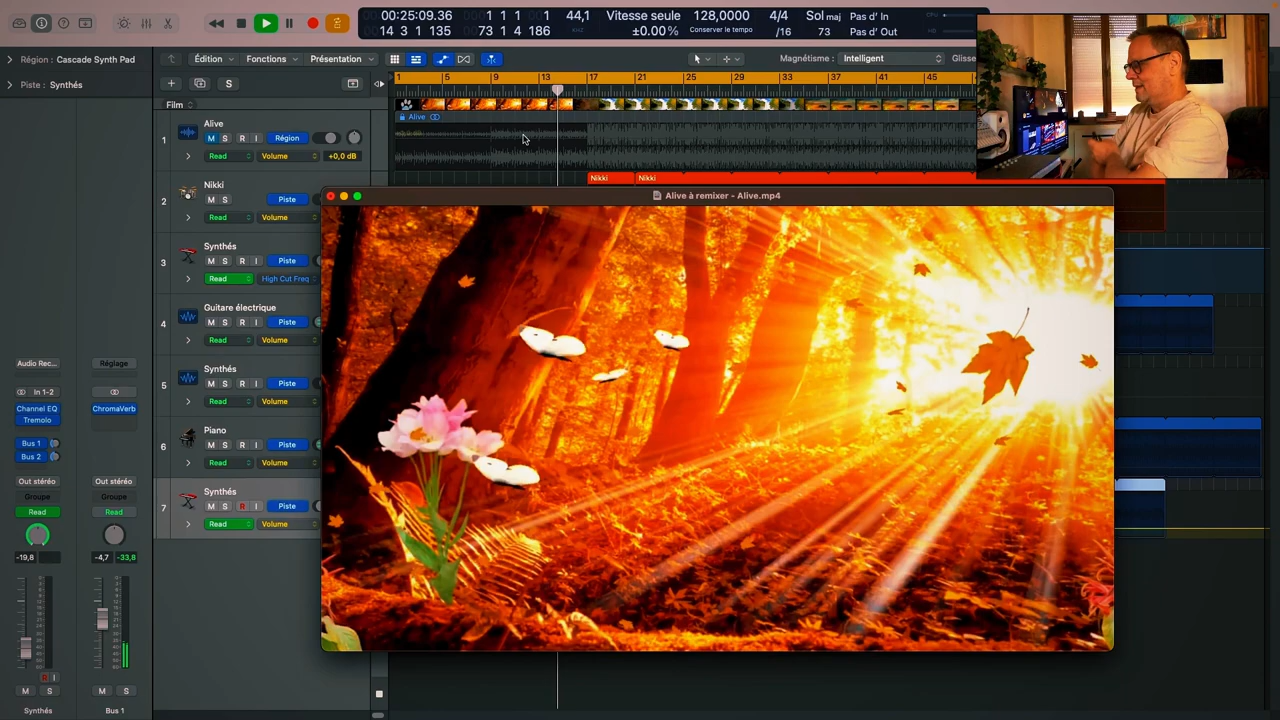 00:00:25:09.36
14 3 3 135
1 1 1 001
73 1 4 186
44,1
KHZ
Vitesse seule
±0.00%
128,0000
Conserver le tempo
4/4
/16
Sol maj
73
Pas d’ In
Pas d’Out
CPU
Région : Cascade Synth Pad
Piste : Synthés
Édition
Fonctions
Présentation
Magnétisme :
Intelligent
Glisse
S
1 5 9 13 17 21 25 29 33 37 41 45
Film
Alive
1
Alive
M S R I
Région
Read
Volume
+0,0 dB
Nikki
Nikki
2
Nikki
M S
Piste
Read
Volume
Alive à remixer - Alive.mp4
3
Synthés
M S R I
Piste
Read
High Cut Freq
4
Guitare électrique
M S R I
Piste
Read
Volume
5
Synthés
M S R I
Piste
Read
Volume
6
Piano
M S R I
Piste
Read
Volume
7
Synthés
M S R I
Piste
Read
Volume
Audio Rec...
Réglage
In 1-2
Channel EQ
ChromaVerb
Tremolo
Bus 1
Bus 2
Out stéréo
Out stéréo
Groupe
Groupe
Read
Read
-19,8
-4,7
-33,8
R I
M S
M S
Synthés
Bus 1